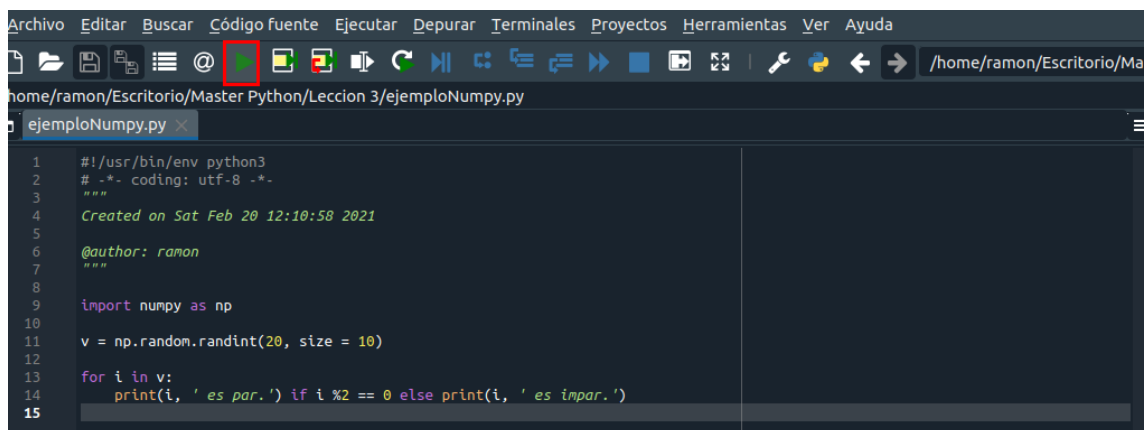 Archivo Editar Buscar Código fuente Ejecutar Depurar Terminales Proyectos Herramientas Ver Ayuda
@ /home/ramon/Escritorio/Ma
home/ramon/Escritorio/Master Python/Leccion 3/ejemploNumpy.py
ejemploNumpy.py
1 #!/usr/bin/env python3
2 # -*- coding: utf-8 -*-
3 """
4 Created on Sat Feb 20 12:10:58 2021
5
6 @author: ramon
7 """
8
9 import numpy as np
10
11 v = np.random.randint(20, size = 10)
12
13 for i in v:
14 print(i, ' es par.') if i %2 == 0 else print(i, ' es impar.')
15